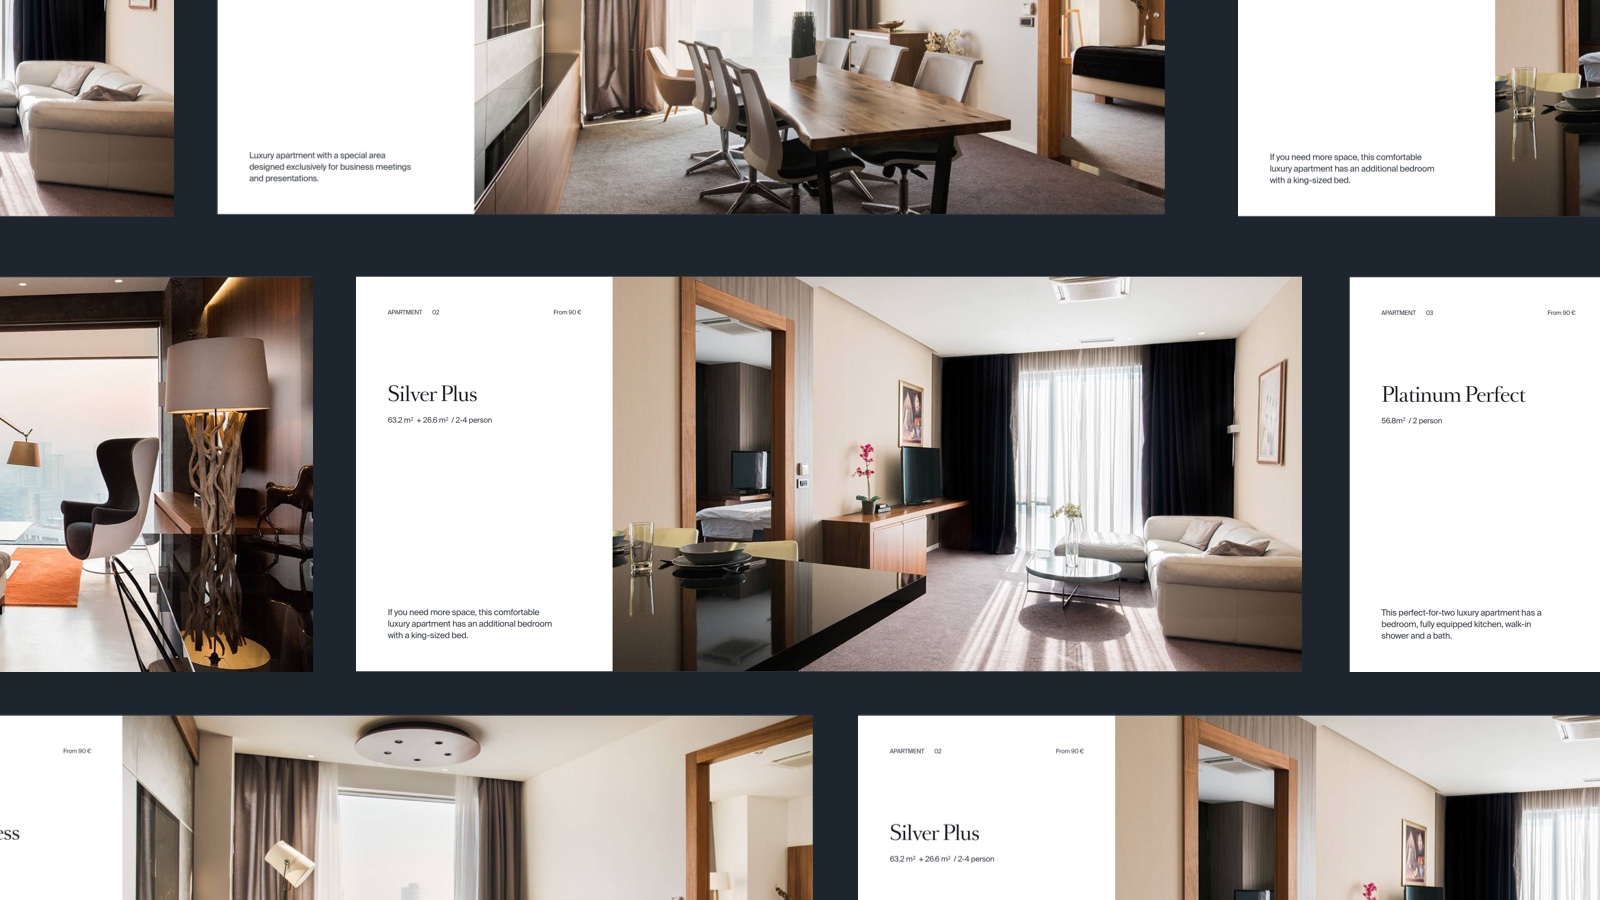 Luxury apartment with a special area
designed exclusively for business meetings
and presentations.
If you need more space, this comfortable
luxury apartment has an additional bedroom
with a king-sized bed.
APARTMENT 02 From 90 €
Silver Plus
63.2 m² + 26.6 m² / 2-4 person
If you need more space, this comfortable
luxury apartment has an additional bedroom
with a king-sized bed.
APARTMENT 03 From 90 €
Platinum Perfect
56.8m² / 2 person
This perfect-for-two luxury apartment has a
bedroom, fully equipped kitchen, walk-in
shower and a bath.
From 90 €
ess
APARTMENT 02 From 90 €
Silver Plus
63.2 m² + 26.6 m² / 2-4 person